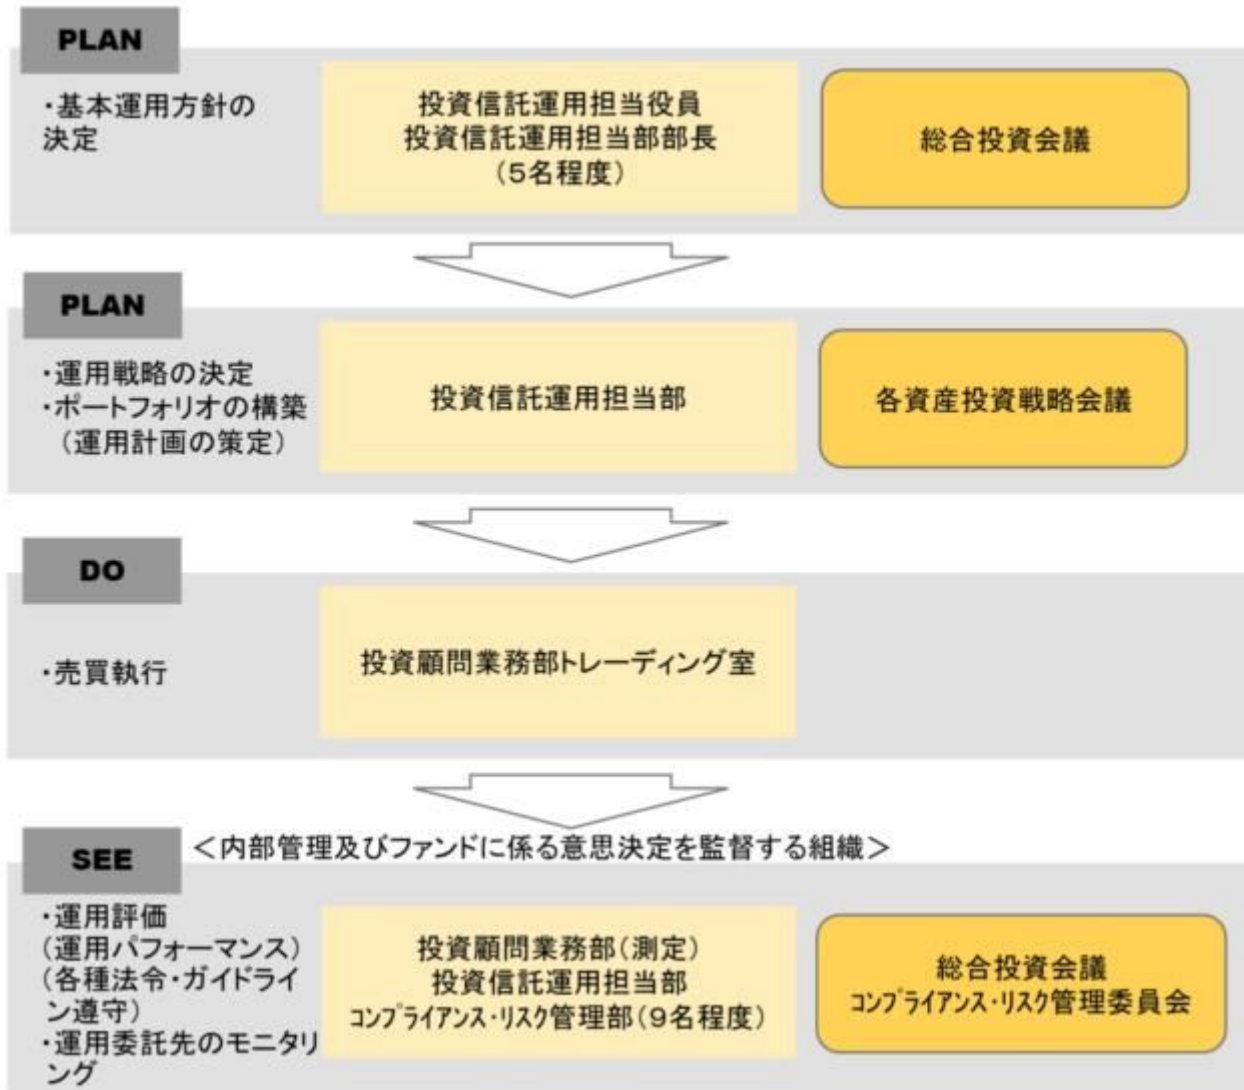 PLAN
・基本運用方針の
決定
投資信託運用担当役員
投資信託運用担当部部長
(5名程度)
総合投資会議
PLAN
・運用戦略の決定
・ポートフォリオの構築
(運用計画の策定)
投資信託運用担当部
各資産投資戦略会議
DO
・売買執行
投資顧問業務部トレーディング室
SEE
<内部管理及びファンドに係る意思決定を監督する組織>
・運用評価
(運用パフォーマンス)
(各種法令・ガイドライ
ン遵守)
・運用委託先のモニタリ
ング
投資顧問業務部(測定)
投資信託運用担当部
コンプライアンス・リスク管理部(9名程度)
総合投資会議
コンプライアンス・リスク管理委員会